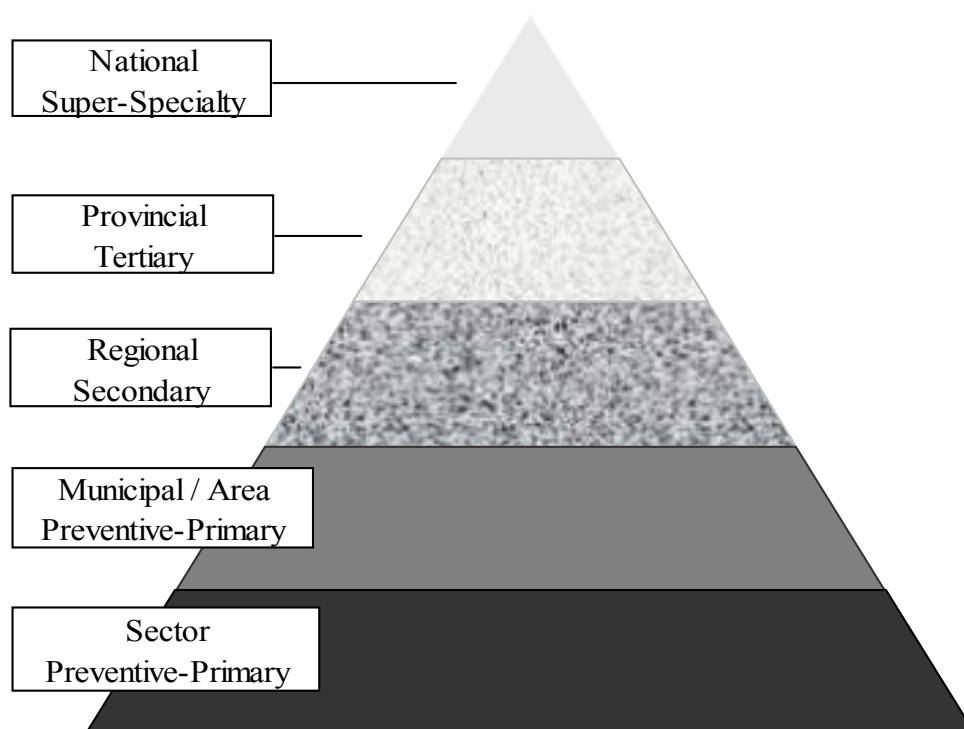 National
Super-Specialty
Provincial
Tertiary
Regional
Secondary
Municipal / Area
Preventive-Primary
Sector
Preventive-Primary